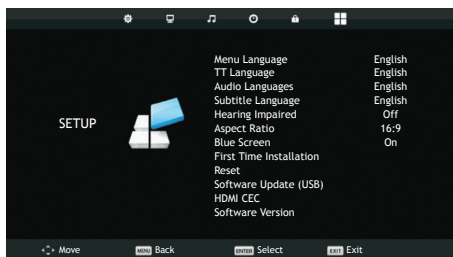 Menu Language English
TT Language English
Audio Languages English
Subtitle Language English
Hearing Impaired Off
SETUP
Aspect Ratio 16:9
Blue Screen On
First Time Installation
Reset
Software Update (USB)
HDMI CEC
Software Version
Move MENU Back ENTER Select EXIT Exit